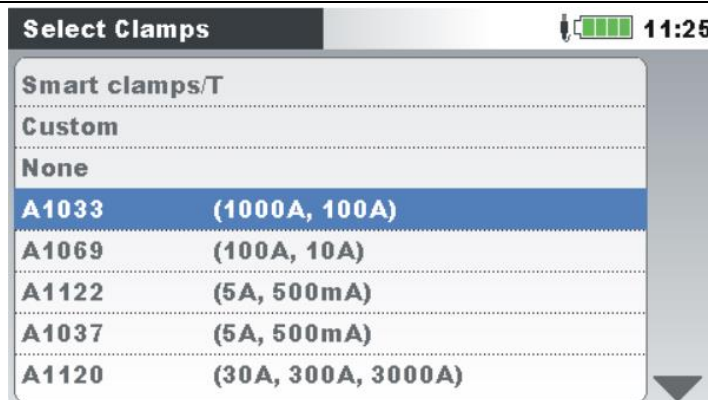 Select Clamps 11:25
Smart clamps/T
Custom
None
A1033 (1000A, 100A)
A1069 (100A, 10A)
A1122 (5A, 500mA)
A1037 (5A, 500mA)
A1120 (30A, 300A, 3000A)